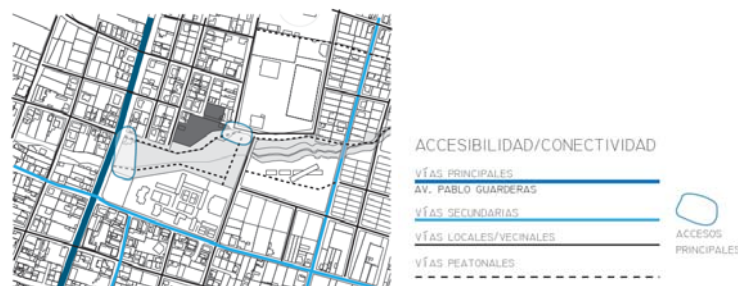 ACCESIBILIDAD/CONECTIVIDAD
VÍAS PRINCIPALES
AV. PABLO GUARDERAS
VÍAS SECUNDARIAS
VÍAS LOCALES/VECINALES
VÍAS PEATONALES
ACCESOS
PRINCIPALES